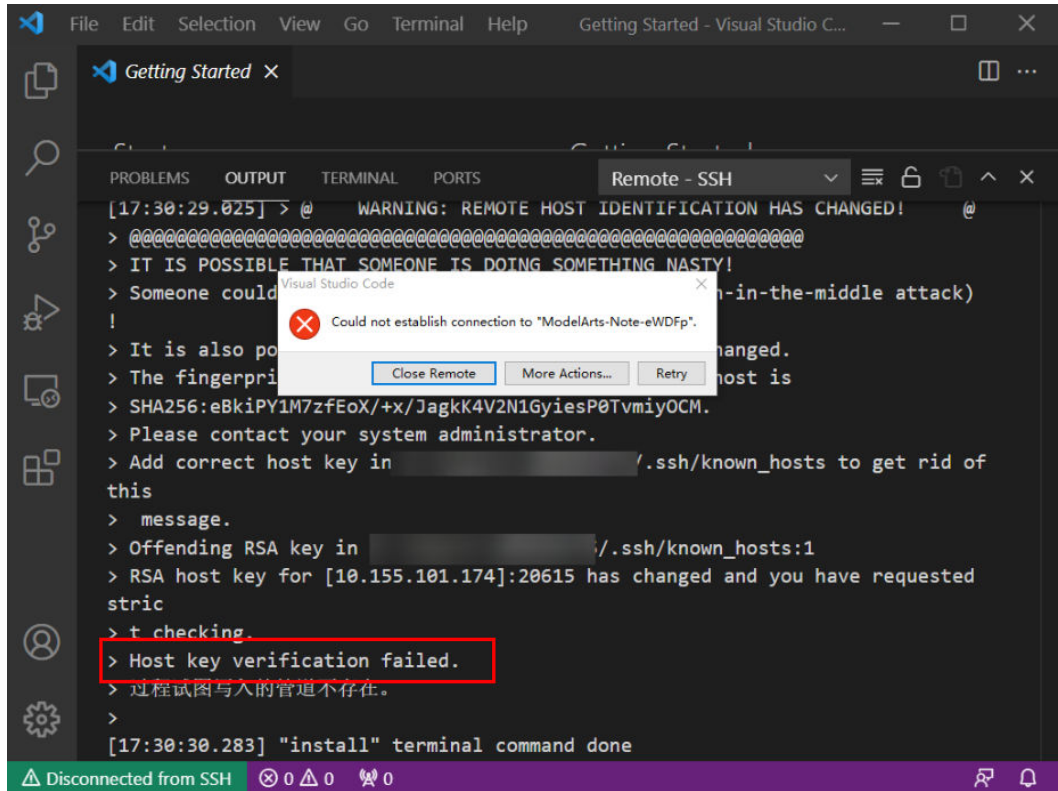 File Edit Selection View Go Terminal Help Getting Started - Visual Studio C...
Getting Started
PROBLEMS OUTPUT TERMINAL PORTS Remote - SSH
[17:30:29.025] > @ WARNING: REMOTE HOST IDENTIFICATION HAS CHANGED! @
> @@@@@@@@@@@@@@@@@@@@@@@@@@@@@@@@@@@@@@@@@@@@@@@@@@@@@@@@@@@
> IT IS POSSIBLE THAT SOMEONE IS DOING SOMETHING NASTY!
> Someone could n-in-the-middle attack)
!
> It is also po hanged.
> The fingerpri host is
Visual Studio Code
Could not establish connection to "ModelArts-Note-eWDFp".
Close Remote More Actions... Retry
> SHA256:eBkiPY1M7zfEoX/+x/JagkK4V2N1GyiesP0TvmiyOCM.
> Please contact your system administrator.
> Add correct host key in /.ssh/known_hosts to get rid of
this
> message.
> Offending RSA key in /.ssh/known_hosts:1
> RSA host key for [10.155.101.174]:20615 has changed and you have requested
stric
> t checking.
> Host key verification failed.
> 过程试图写入的管道不存在。
>
[17:30:30.283] "install" terminal command done
Disconnected from SSH 0 0 0